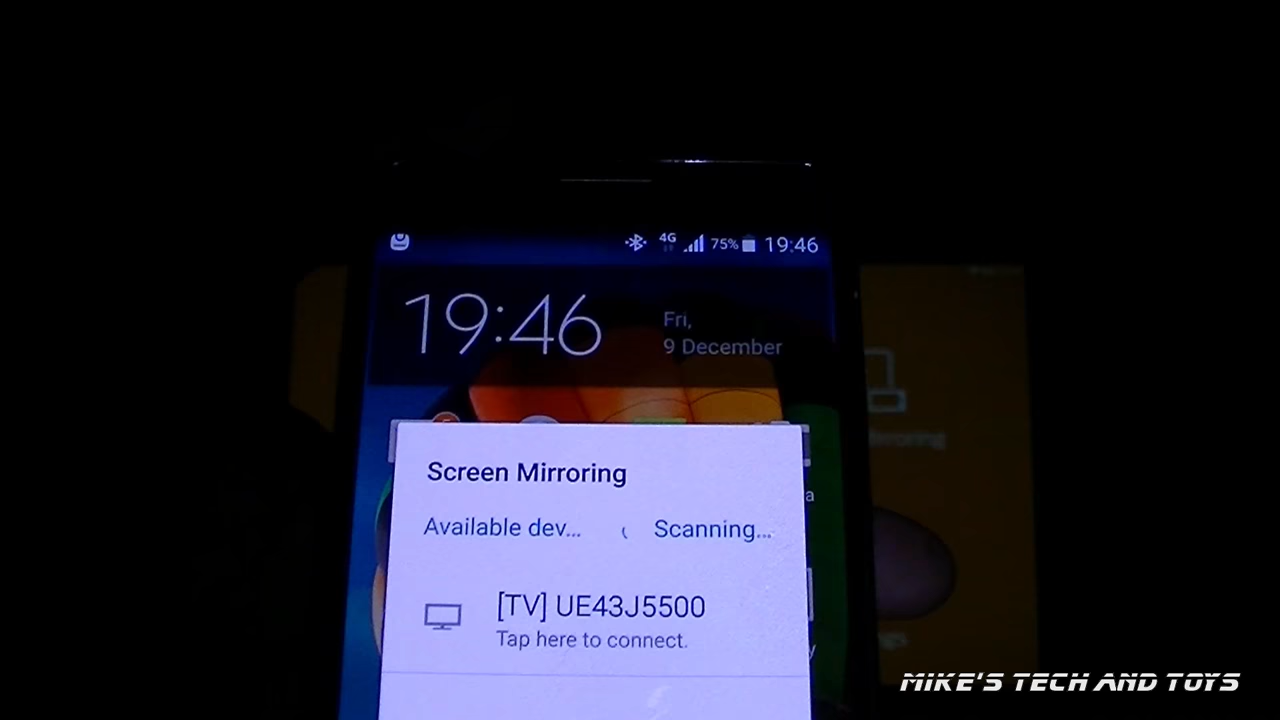 4G 75% 19:46
19:46
Fri,
9 December
Screen Mirroring
Available dev... Scanning...
[TV] UE43J5500
Tap here to connect.
MIKE'S TECH AND TOYS